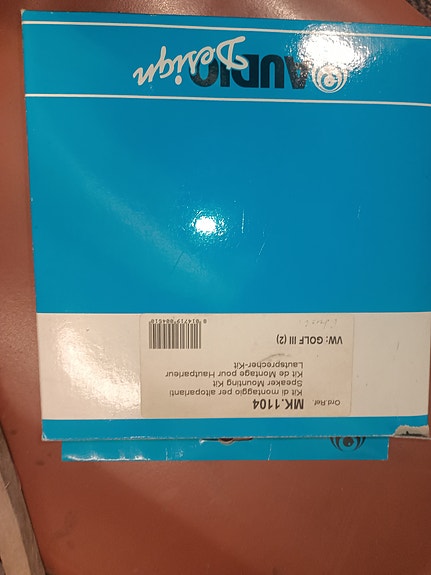 AUDIO
Design
Ord.Ref. MK.1104
Kit di montaggio per altoparlanti
Speaker Mounting Kit
Kit de Montage pour Hautparleur
Lautsprecher-Kit
VW: GOLF III (2)